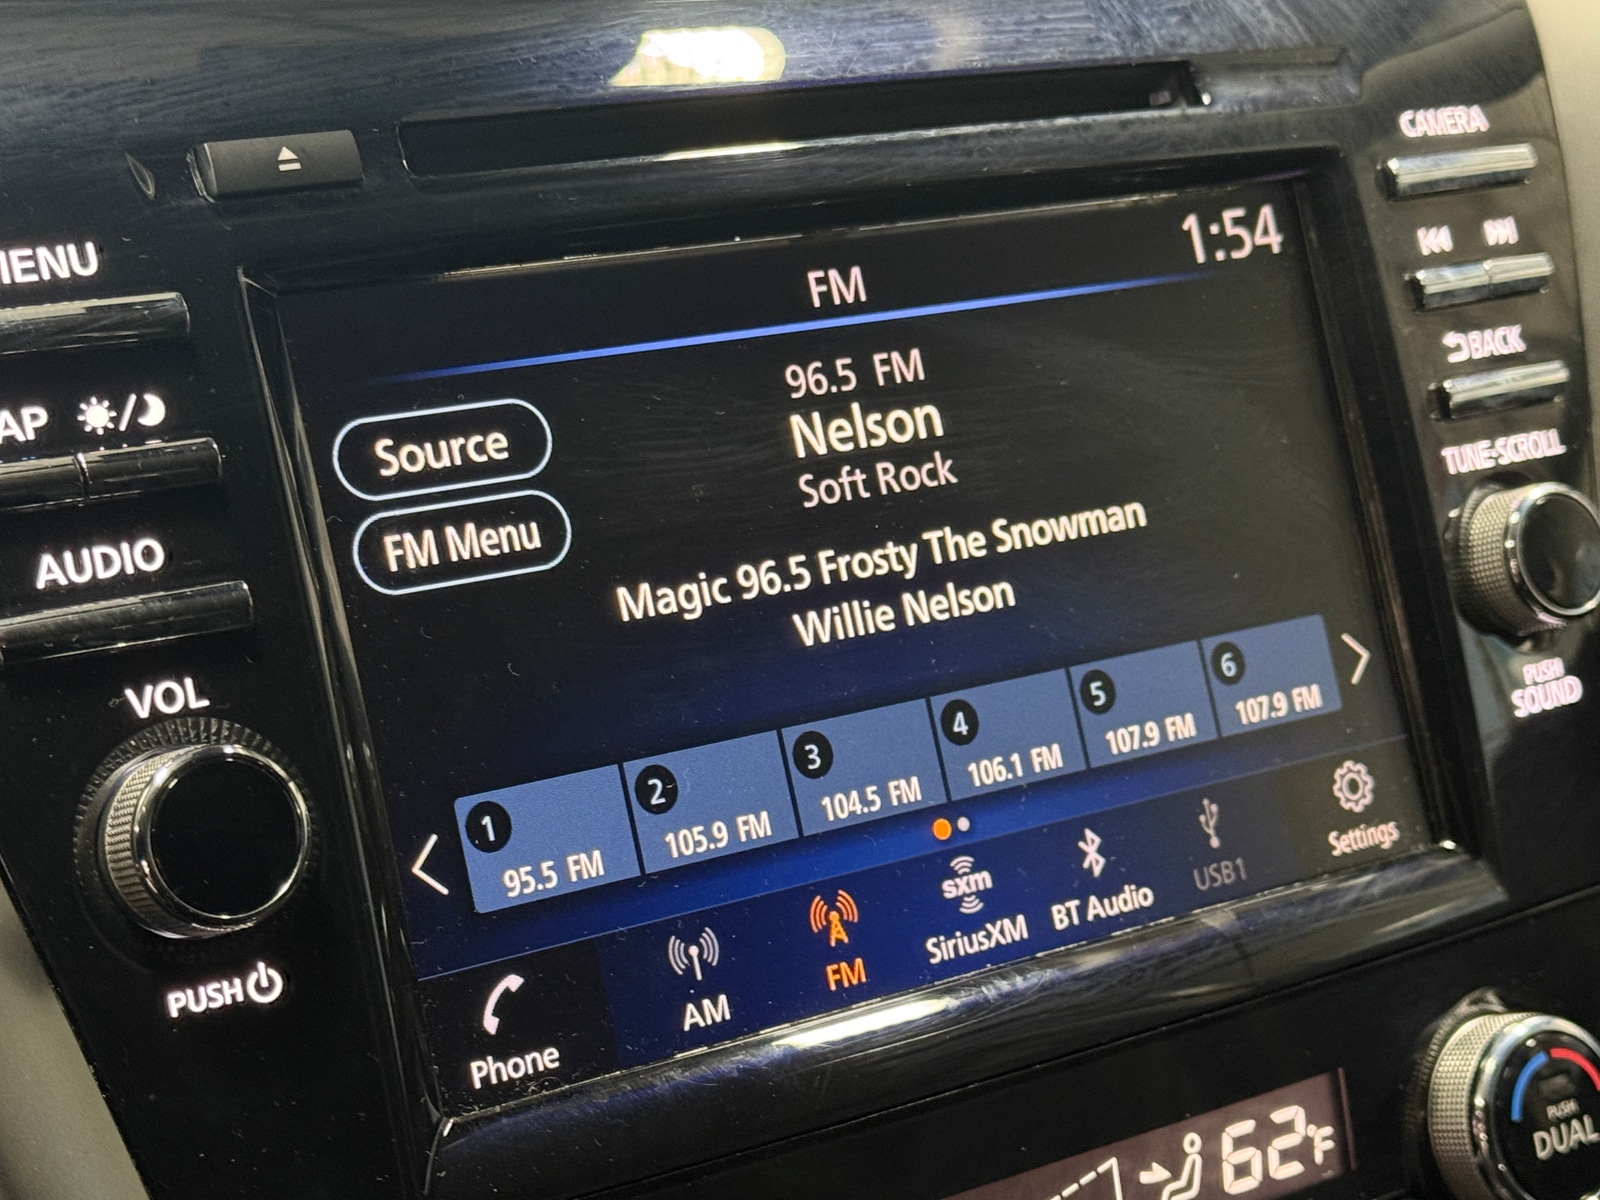 CAMERA
MENU
1:54
FM
96.5 FM
Nelson
Soft Rock
Source
FM Menu
Magic 96.5 Frosty The Snowman
Willie Nelson
BACK
TUNE·SCROLL
PUSH/
SOUND
AUDIO
VOL
PUSH
1
95.5 FM
2
105.9 FM
3
104.5 FM
4
106.1 FM
5
107.9 FM
6
107.9 FM
Phone
AM
FM
sxm
SiriusXM
BT Audio
USB1
Settings
62°F
PUSH
DUAL